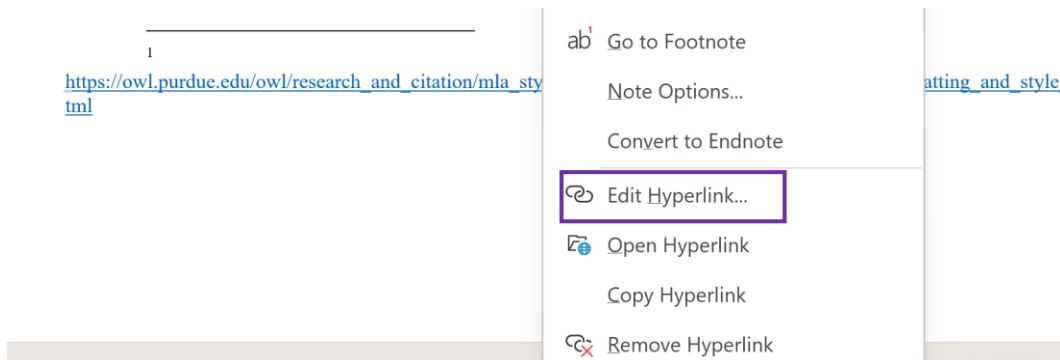 1
https://owl.purdue.edu/owl/research_and_citation/mla_sty
atting_and_style
tml
ab1 Go to Footnote
Note Options...
Convert to Endnote
Edit Hyperlink...
Open Hyperlink
Copy Hyperlink
Remove Hyperlink